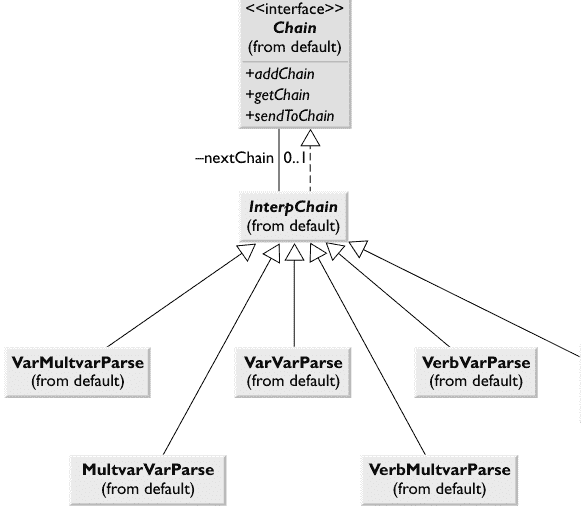 <<interface>>
Chain
(from default)
+addChain
+getChain
+sendToChain
–nextChain 0..1
InterpChain
(from default)
VarMultvarParse
(from default)
VarVarParse
(from default)
VerbVarParse
(from default)
MultvarVarParse
(from default)
VerbMultvarParse
(from default)